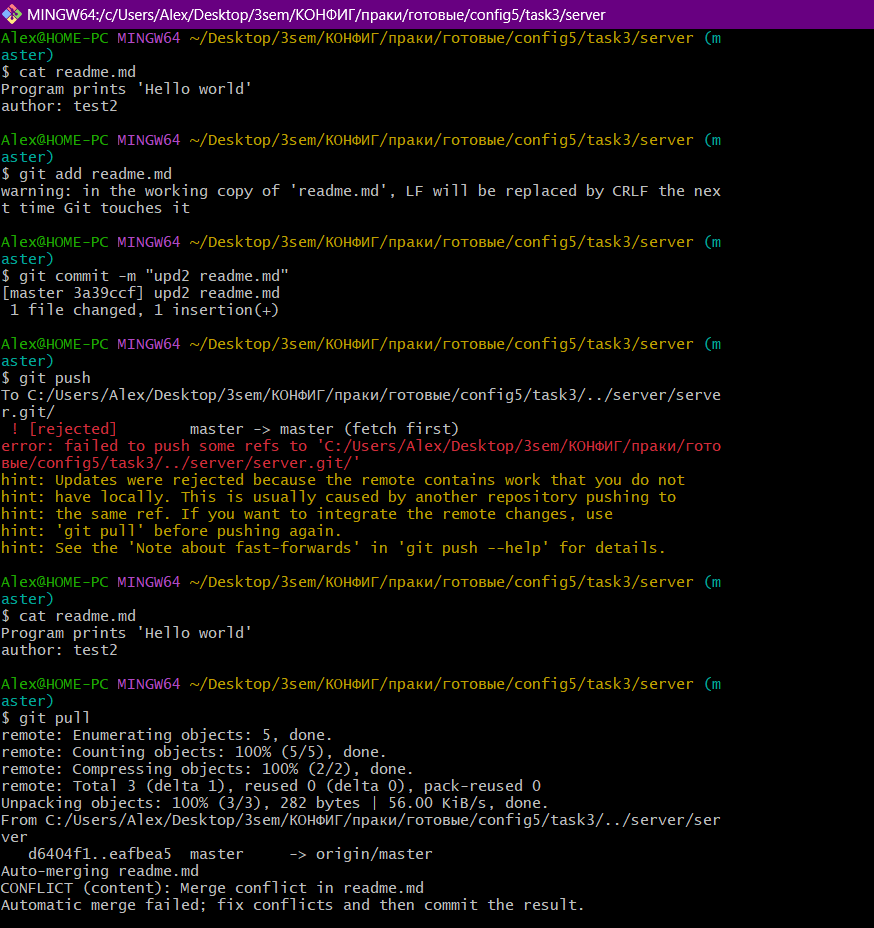 MINGW64:/c/Users/Alex/Desktop/3sem/КОНФИГ/праки/готовые/config5/task3/server
Alex@HOME-PC MINGW64 ~/Desktop/3sem/КОНФИГ/праки/готовые/config5/task3/server (m
aster)
$ cat readme.md
Program prints 'Hello world'
author: test2
Alex@HOME-PC MINGW64 ~/Desktop/3sem/КОНФИГ/праки/готовые/config5/task3/server (m
aster)
$ git add readme.md
warning: in the working copy of 'readme.md', LF will be replaced by CRLF the nex
t time Git touches it
Alex@HOME-PC MINGW64 ~/Desktop/3sem/КОНФИГ/праки/готовые/config5/task3/server (m
aster)
$ git commit -m "upd2 readme.md"
[master 3a39ccf] upd2 readme.md
 1 file changed, 1 insertion(+)
Alex@HOME-PC MINGW64 ~/Desktop/3sem/КОНФИГ/праки/готовые/config5/task3/server (m
aster)
$ git push
To C:/Users/Alex/Desktop/3sem/КОНФИГ/праки/готовые/config5/task3/../server/serve
r.git/
 ! [rejected]        master -> master (fetch first)
error: failed to push some refs to 'C:/Users/Alex/Desktop/3sem/КОНФИГ/праки/гото
вые/config5/task3/../server/server.git/'
hint: Updates were rejected because the remote contains work that you do not
hint: have locally. This is usually caused by another repository pushing to
hint: the same ref. If you want to integrate the remote changes, use
hint: 'git pull' before pushing again.
hint: See the 'Note about fast-forwards' in 'git push --help' for details.
Alex@HOME-PC MINGW64 ~/Desktop/3sem/КОНФИГ/праки/готовые/config5/task3/server (m
aster)
$ cat readme.md
Program prints 'Hello world'
author: test2
Alex@HOME-PC MINGW64 ~/Desktop/3sem/КОНФИГ/праки/готовые/config5/task3/server (m
aster)
$ git pull
remote: Enumerating objects: 5, done.
remote: Counting objects: 100% (5/5), done.
remote: Compressing objects: 100% (2/2), done.
remote: Total 3 (delta 1), reused 0 (delta 0), pack-reused 0
Unpacking objects: 100% (3/3), 282 bytes | 56.00 KiB/s, done.
From C:/Users/Alex/Desktop/3sem/КОНФИГ/праки/готовые/config5/task3/../server/ser
ver
   d6404f1..eafbea5  master     -> origin/master
Auto-merging readme.md
CONFLICT (content): Merge conflict in readme.md
Automatic merge failed; fix conflicts and then commit the result.